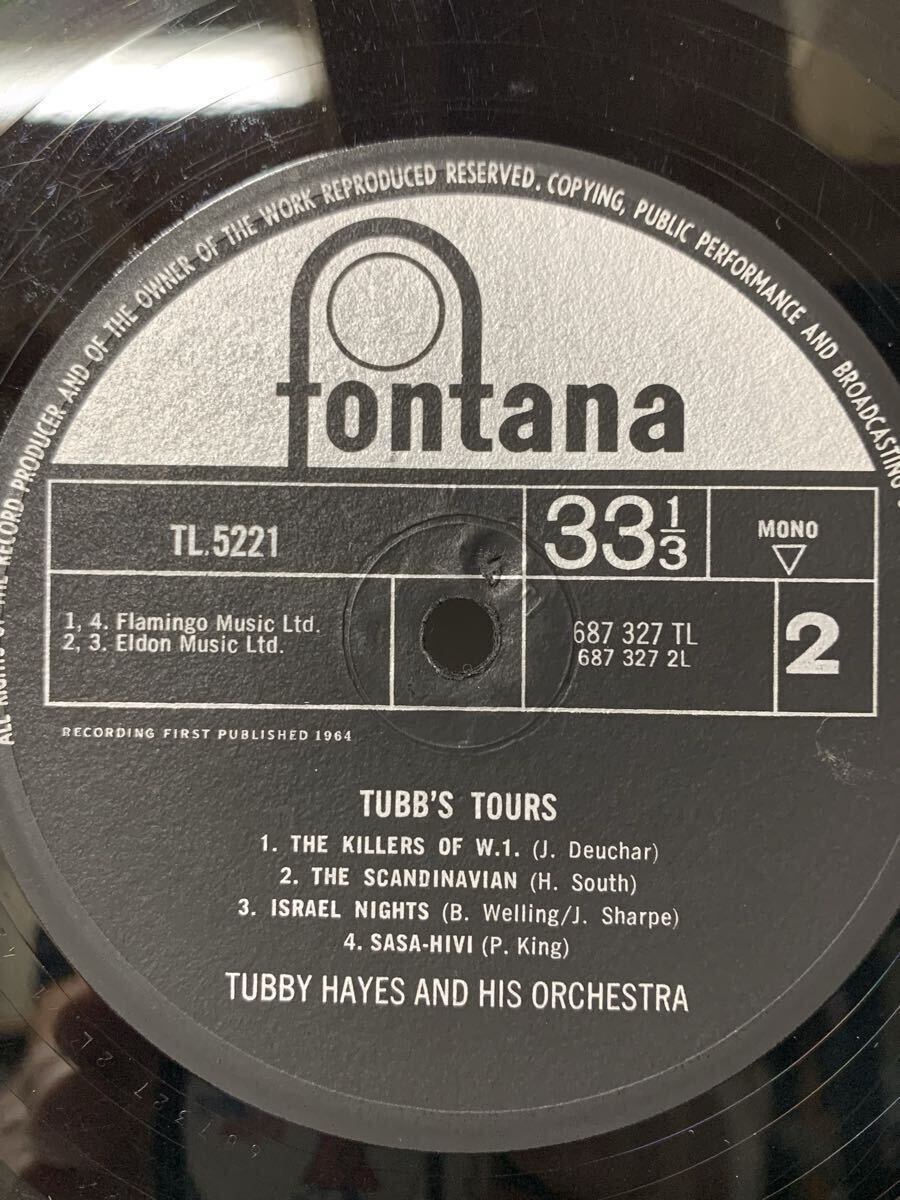 ALL RIGHTS OF THE RECORD PRODUCER AND OF THE OWNER OF THE WORK REPRODUCED RESERVED. COPYING, PUBLIC PERFORMANCE AND BROADCASTING
fontana
TL.5221
33 1/3
MONO
1, 4. Flamingo Music Ltd.
2, 3. Eldon Music Ltd.
687 327 TL
687 327 2L
2
RECORDING FIRST PUBLISHED 1964
TUBB'S TOURS
1. THE KILLERS OF W.1. (J. Deuchar)
2. THE SCANDINAVIAN (H. South)
3. ISRAEL NIGHTS (B. Welling/J. Sharpe)
4. SASA-HIVI (P. King)
TUBBY HAYES AND HIS ORCHESTRA